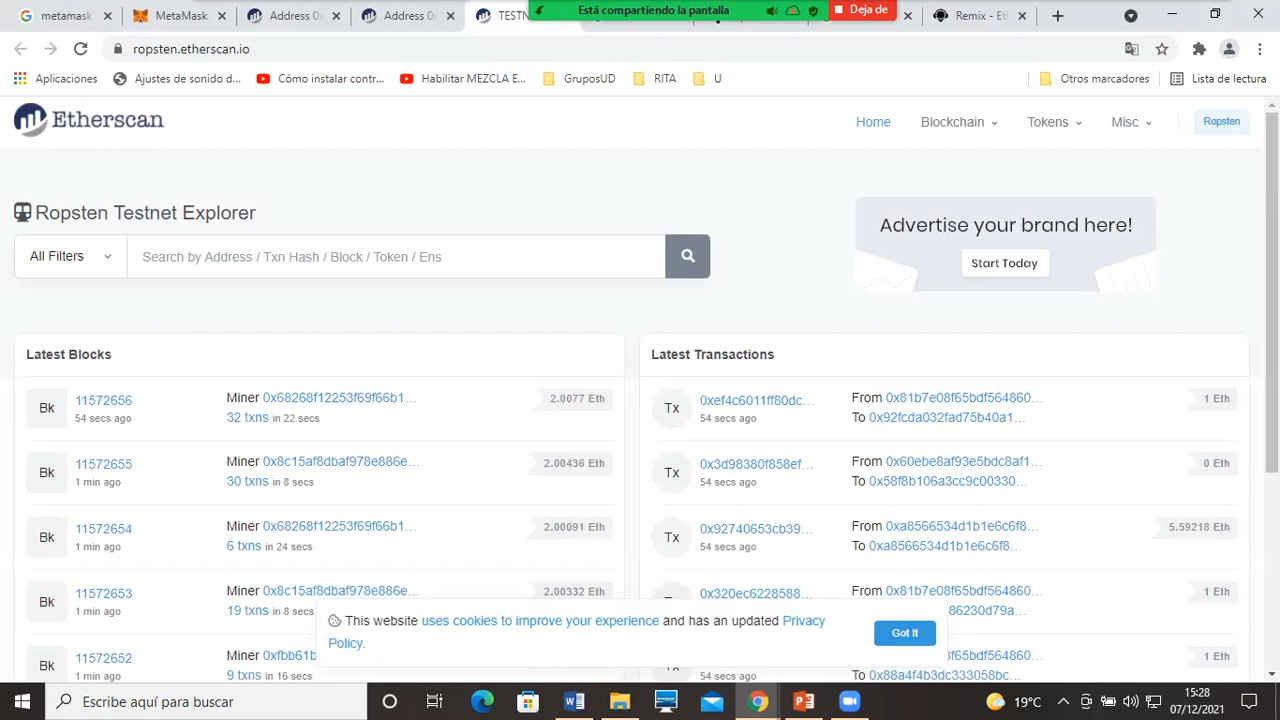 metamask
MetaMask
Address 0
Address 0
TESTN
Está compartiendo la pantalla
Deja de
Remix - Eth
ropsten.etherscan.io
Aplicaciones
Ajustes de sonido d...
Cómo instalar contr...
Habilitar MEZCLA E...
GruposUD
RITA
U
Otros marcadores
Lista de lectura
Etherscan
Home
Blockchain
Tokens
Misc
Ropsten
Ropsten Testnet Explorer
All Filters
Search by Address / Txn Hash / Block / Token / Ens
Advertise your brand here!
Start Today
Latest Blocks
Bk
11572656
54 secs ago
Miner 0x68268f12253f69f66b1...
32 txns in 22 secs
2.0077 Eth
Bk
11572655
1 min ago
Miner 0x8c15af8dbaf978e886e...
30 txns in 8 secs
2.00436 Eth
Bk
11572654
1 min ago
Miner 0x68268f12253f69f66b1...
6 txns in 24 secs
2.00091 Eth
Bk
11572653
1 min ago
Miner 0x8c15af8dbaf978e886e...
19 txns in 8 secs
2.00332 Eth
Bk
11572652
1 min ago
Miner 0xfbb61b
9 txns in 16 secs
Latest Transactions
Tx
0xef4c6011ff80dc...
54 secs ago
From 0x81b7e08f65bdf564860...
To 0x92fcda032fad75b40a1...
1 Eth
Tx
0x3d98380f858ef...
54 secs ago
From 0x60ebe8af93e5bdc8af1...
To 0x58f8b106a3cc9c00330...
0 Eth
Tx
0x92740653cb39...
54 secs ago
From 0xa8566534d1b1e6c6f8...
To 0xa8566534d1b1e6c6f8...
5.59218 Eth
0x320ec6228588...
From 0x81b7e08f65bdf564860...
86230d79a...
1 Eth
f65bdf564860...
54 secs ago
To 0x88a4f4b3dc333058bc...
1 Eth
This website uses cookies to improve your experience and has an updated Privacy
Policy.
Got It
Escribe aquí para buscar
19°C
15:28
07/12/2021